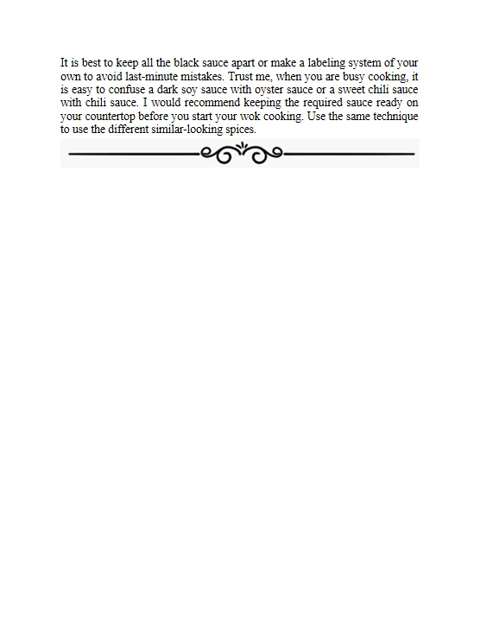 It is best to keep all the black sauce apart or make a labeling system of your
own to avoid last-minute mistakes. Trust me, when you are busy cooking, it
is easy to confuse a dark soy sauce with oyster sauce or a sweet chili sauce
with chili sauce. I would recommend keeping the required sauce ready on
your countertop before you start your wok cooking. Use the same technique
to use the different similar-looking spices.